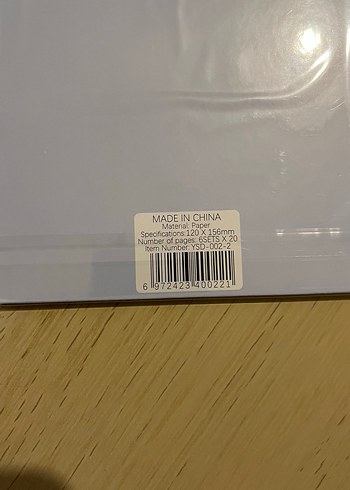 MADE IN CHINA
Material: Paper
Specifications:120 X 156mm
Number of pages: 6SETS X 20
Item Number: YSD-002-2
6 972423 400221